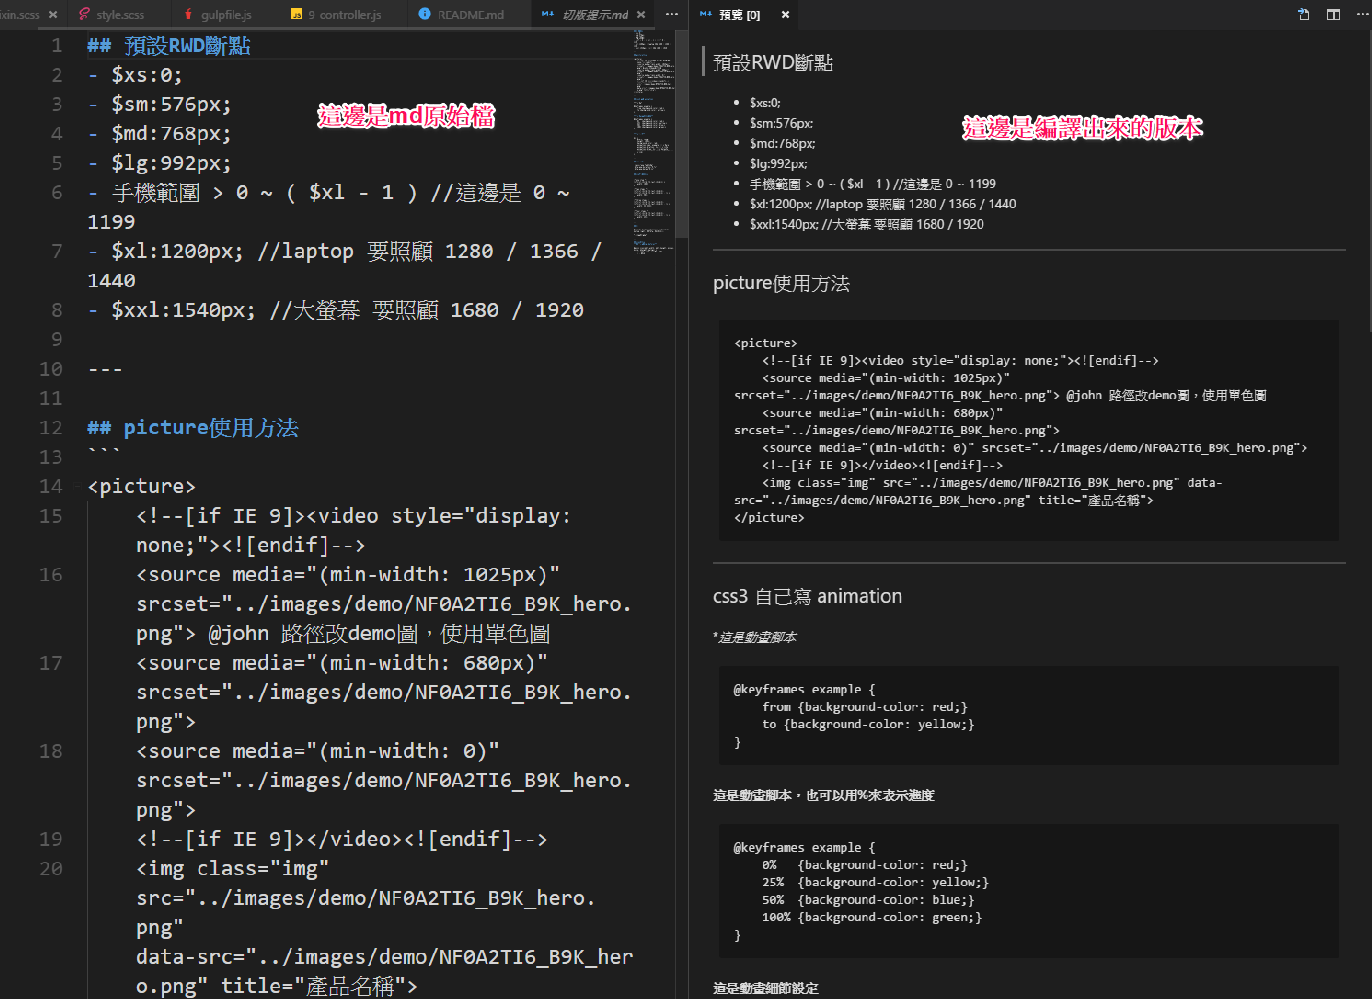 ixin.scss
style.scss
gulpfile.js
9_controller.js
README.md
切版提示.md
預覽 [0]
1 ## 預設RWD斷點
2 - $xs:0;
3 - $sm:576px;
4 - $md:768px;
5 - $lg:992px;
6 - 手機範圍 > 0 ~ ( $xl - 1 ) //這邊是 0 ~
1199
7 - $xl:1200px; //laptop 要照顧 1280 / 1366 /
1440
8 - $xxl:1540px; //大螢幕 要照顧 1680 / 1920
9
10 ---
11
12 ## picture使用方法
13 ```
14 <picture>
15 <!--[if IE 9]><video style="display:
none;"><![endif]-->
16 <source media="(min-width: 1025px)"
srcset="../images/demo/NF0A2TI6_B9K_hero.
png"> @john 路徑改demo圖，使用單色圖
17 <source media="(min-width: 680px)"
srcset="../images/demo/NF0A2TI6_B9K_hero.
png">
18 <source media="(min-width: 0)"
srcset="../images/demo/NF0A2TI6_B9K_hero.
png">
19 <!--[if IE 9]></video><![endif]-->
20 <img class="img"
src="../images/demo/NF0A2TI6_B9K_hero.
png"
data-src="../images/demo/NF0A2TI6_B9K_her
o.png" title="產品名稱">
這邊是md原始檔
預設RWD斷點
• $xs:0;
• $sm:576px;
• $md:768px;
• $lg:992px;
• 手機範圍 > 0 ~ ( $xl - 1 ) //這邊是 0 ~ 1199
• $xl:1200px; //laptop 要照顧 1280 / 1366 / 1440
• $xxl:1540px; //大螢幕 要照顧 1680 / 1920
這邊是編譯出來的版本
picture使用方法
<picture>
<!--[if IE 9]><video style="display: none;"><![endif]-->
<source media="(min-width: 1025px)"
srcset="../images/demo/NF0A2TI6_B9K_hero.png"> @john 路徑改demo圖，使用單色圖
<source media="(min-width: 680px)"
srcset="../images/demo/NF0A2TI6_B9K_hero.png">
<source media="(min-width: 0)" srcset="../images/demo/NF0A2TI6_B9K_hero.png">
<!--[if IE 9]></video><![endif]-->
<img class="img" src="../images/demo/NF0A2TI6_B9K_hero.png" data-
src="../images/demo/NF0A2TI6_B9K_hero.png" title="產品名稱">
</picture>
css3 自己寫 animation
*這是動畫腳本
@keyframes example {
from {background-color: red;}
to {background-color: yellow;}
}
這是動畫腳本，也可以用%來表示進度
@keyframes example {
0% {background-color: red;}
25% {background-color: yellow;}
50% {background-color: blue;}
100% {background-color: green;}
}
這是動畫細節設定